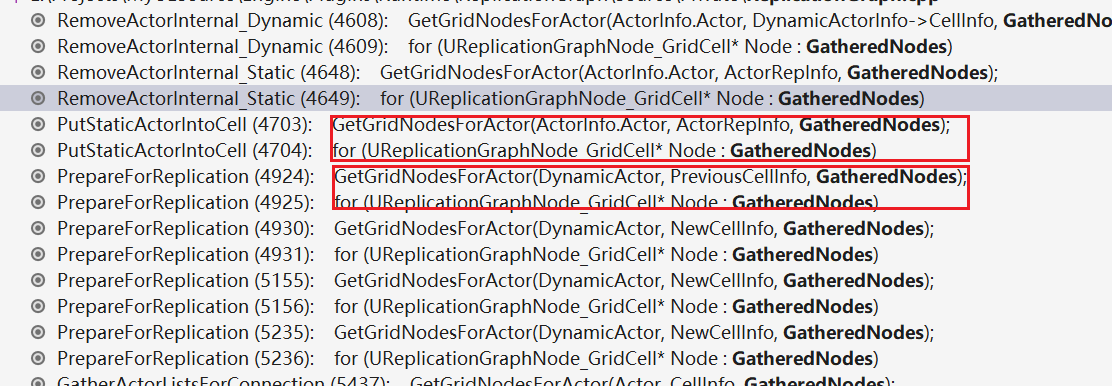 RemoveActorInternal_Dynamic (4608): GetGridNodesForActor(ActorInfo.Actor, DynamicActorInfo->CellInfo, GatheredNodes);
RemoveActorInternal_Dynamic (4609): for (UReplicationGraphNode_GridCell* Node : GatheredNodes)
RemoveActorInternal_Static (4648): GetGridNodesForActor(ActorInfo.Actor, ActorRepInfo, GatheredNodes);
RemoveActorInternal_Static (4649): for (UReplicationGraphNode_GridCell* Node : GatheredNodes)
PutStaticActorIntoCell (4703): GetGridNodesForActor(ActorInfo.Actor, ActorRepInfo, GatheredNodes);
PutStaticActorIntoCell (4704): for (UReplicationGraphNode_GridCell* Node : GatheredNodes)
PrepareForReplication (4924): GetGridNodesForActor(DynamicActor, PreviousCellInfo, GatheredNodes);
PrepareForReplication (4925): for (UReplicationGraphNode_GridCell* Node : GatheredNodes)
PrepareForReplication (4930): GetGridNodesForActor(DynamicActor, NewCellInfo, GatheredNodes);
PrepareForReplication (4931): for (UReplicationGraphNode_GridCell* Node : GatheredNodes)
PrepareForReplication (5155): GetGridNodesForActor(DynamicActor, NewCellInfo, GatheredNodes);
PrepareForReplication (5156): for (UReplicationGraphNode_GridCell* Node : GatheredNodes)
PrepareForReplication (5235): GetGridNodesForActor(DynamicActor, NewCellInfo, GatheredNodes);
PrepareForReplication (5236): for (UReplicationGraphNode_GridCell* Node : GatheredNodes)
GatherActorListsForConnection (5437): GetGridNodesForActor(Actor, CellInfo, GatheredNodes);